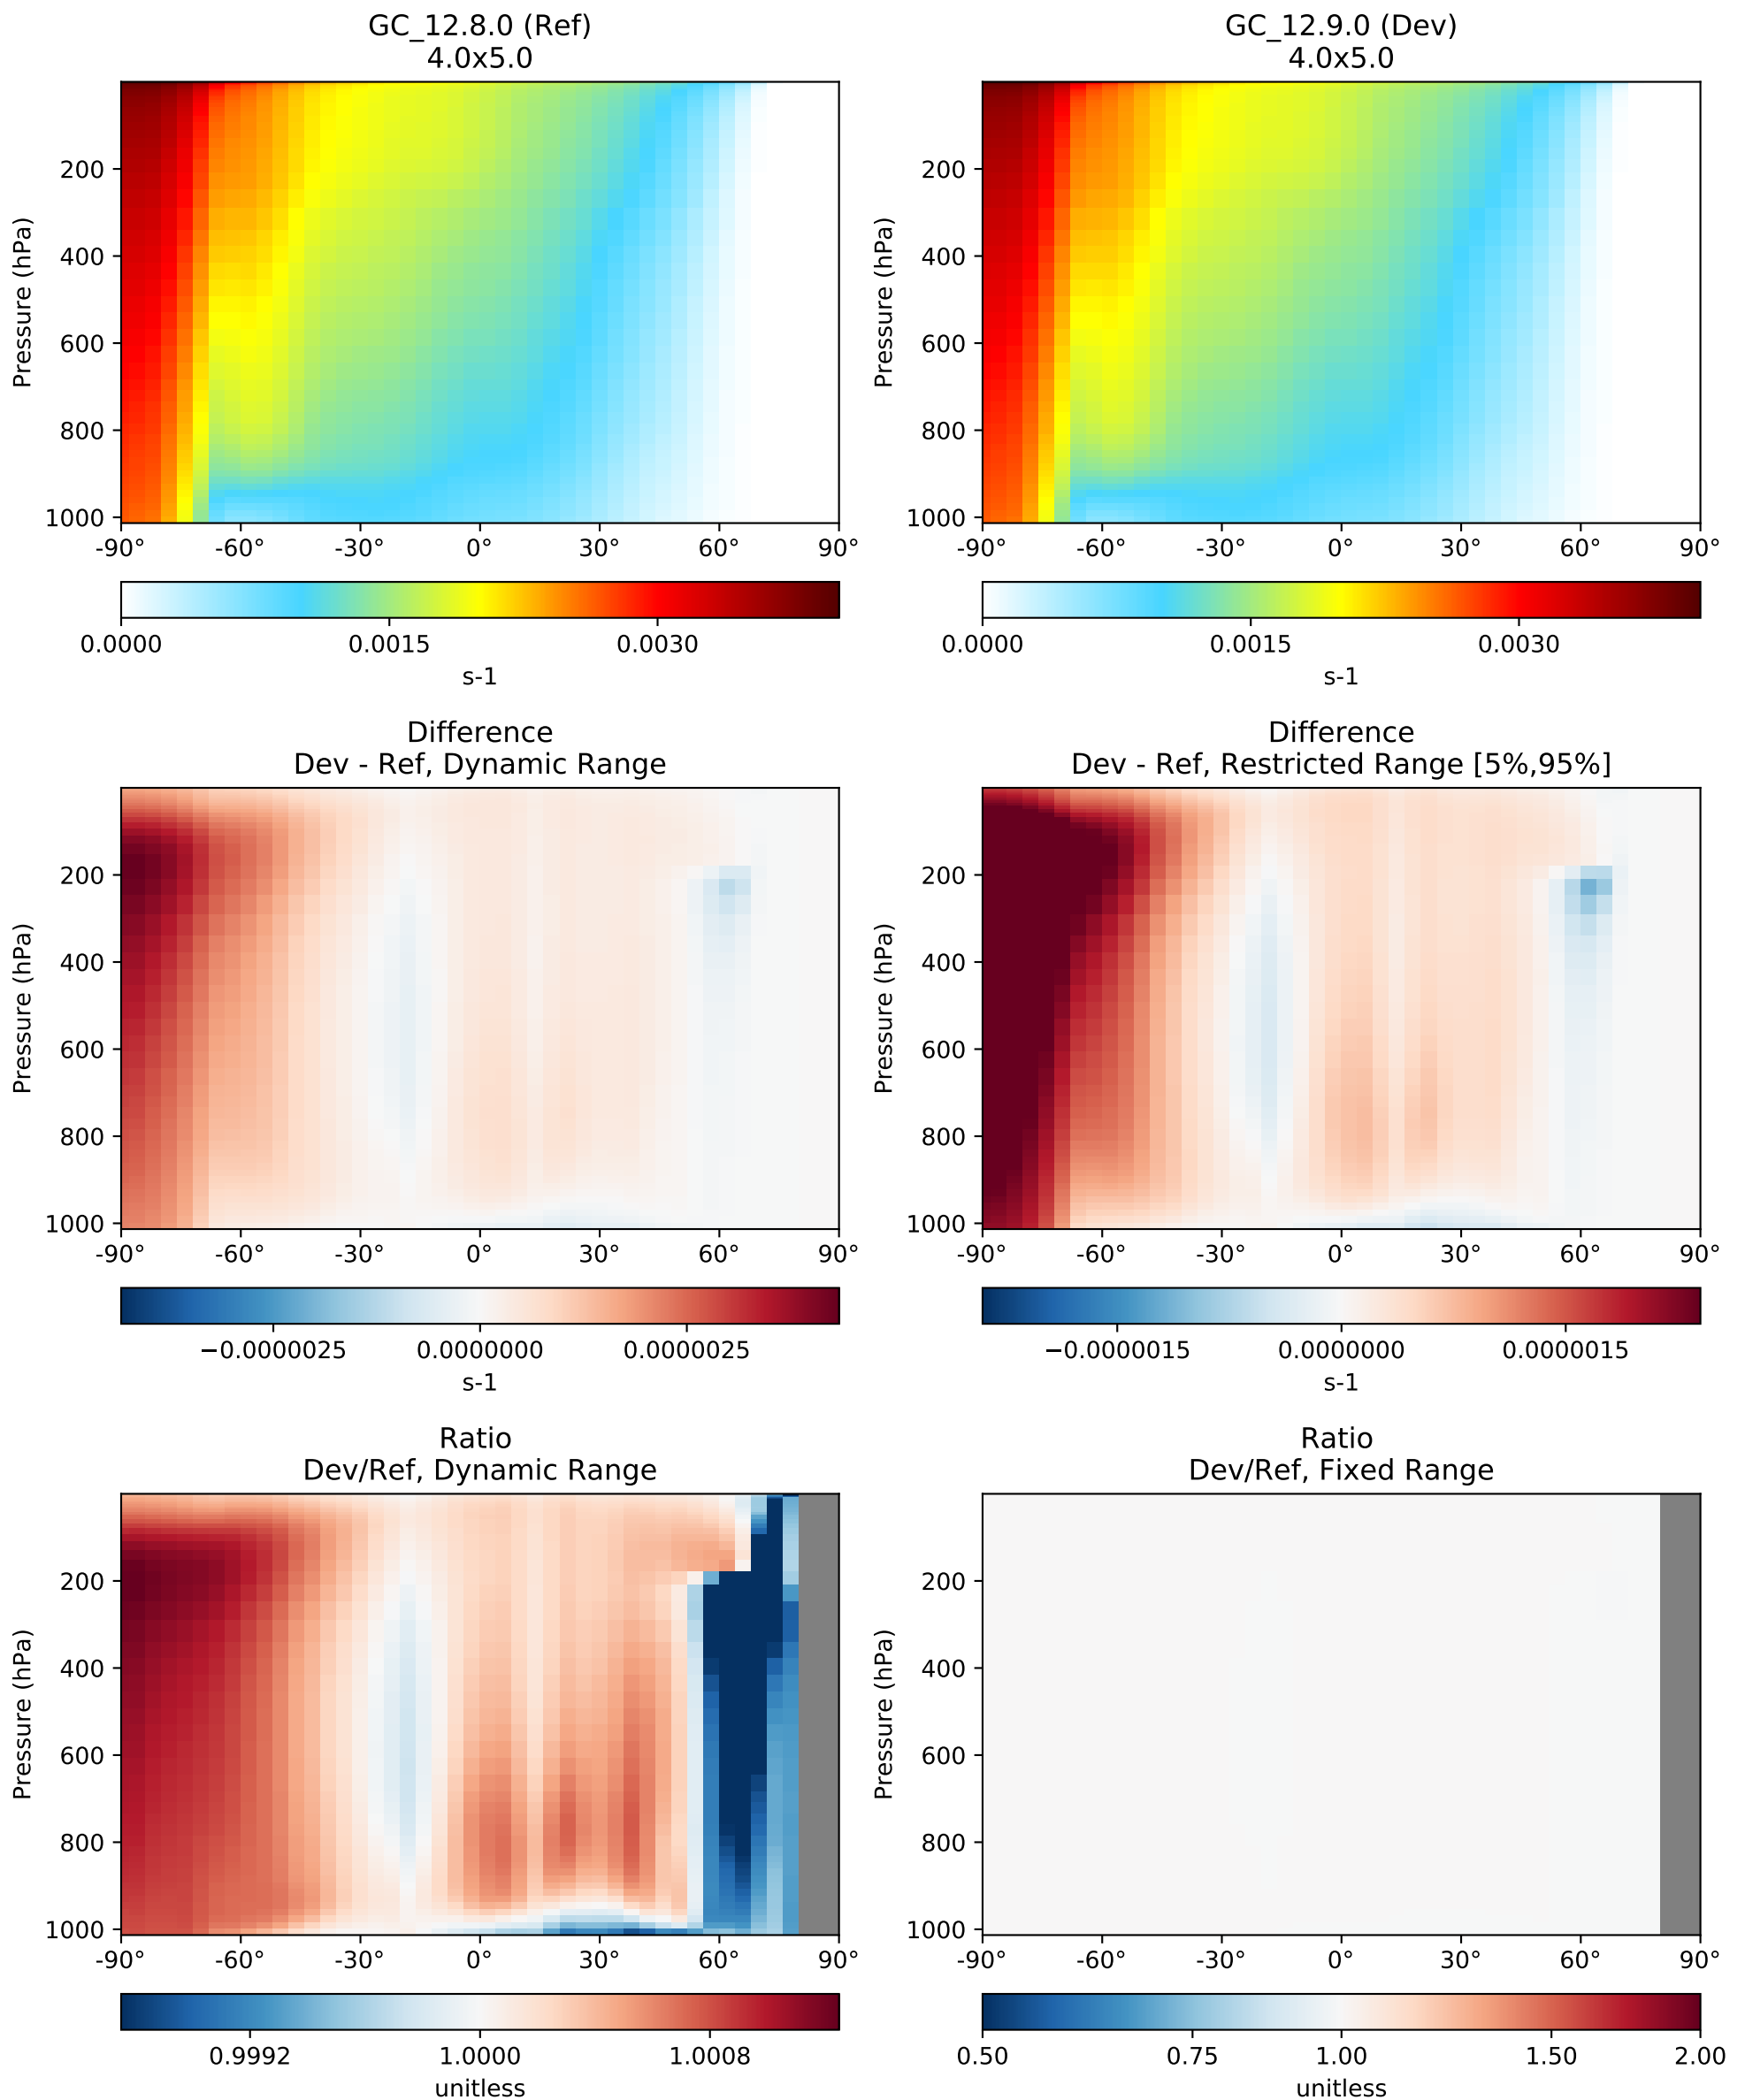 GC_12.8.0 (Ref)
4.0x5.0
Pressure (hPa)
200
400
600
800
1000
-90° -60° -30° 0° 30° 60° 90°
0.0000 0.0015 0.0030
s-1
GC_12.9.0 (Dev)
4.0x5.0
Pressure (hPa)
200
400
600
800
1000
-90° -60° -30° 0° 30° 60° 90°
0.0000 0.0015 0.0030
s-1
Difference
Dev - Ref, Dynamic Range
Pressure (hPa)
200
400
600
800
1000
-90° -60° -30° 0° 30° 60° 90°
−0.0000025 0.0000000 0.0000025
s-1
Difference
Dev - Ref, Restricted Range [5%,95%]
Pressure (hPa)
200
400
600
800
1000
-90° -60° -30° 0° 30° 60° 90°
−0.0000015 0.0000000 0.0000015
s-1
Ratio
Dev/Ref, Dynamic Range
Pressure (hPa)
200
400
600
800
1000
-90° -60° -30° 0° 30° 60° 90°
0.9992 1.0000 1.0008
unitless
Ratio
Dev/Ref, Fixed Range
Pressure (hPa)
200
400
600
800
1000
-90° -60° -30° 0° 30° 60° 90°
0.50 0.75 1.00 1.50 2.00
unitless